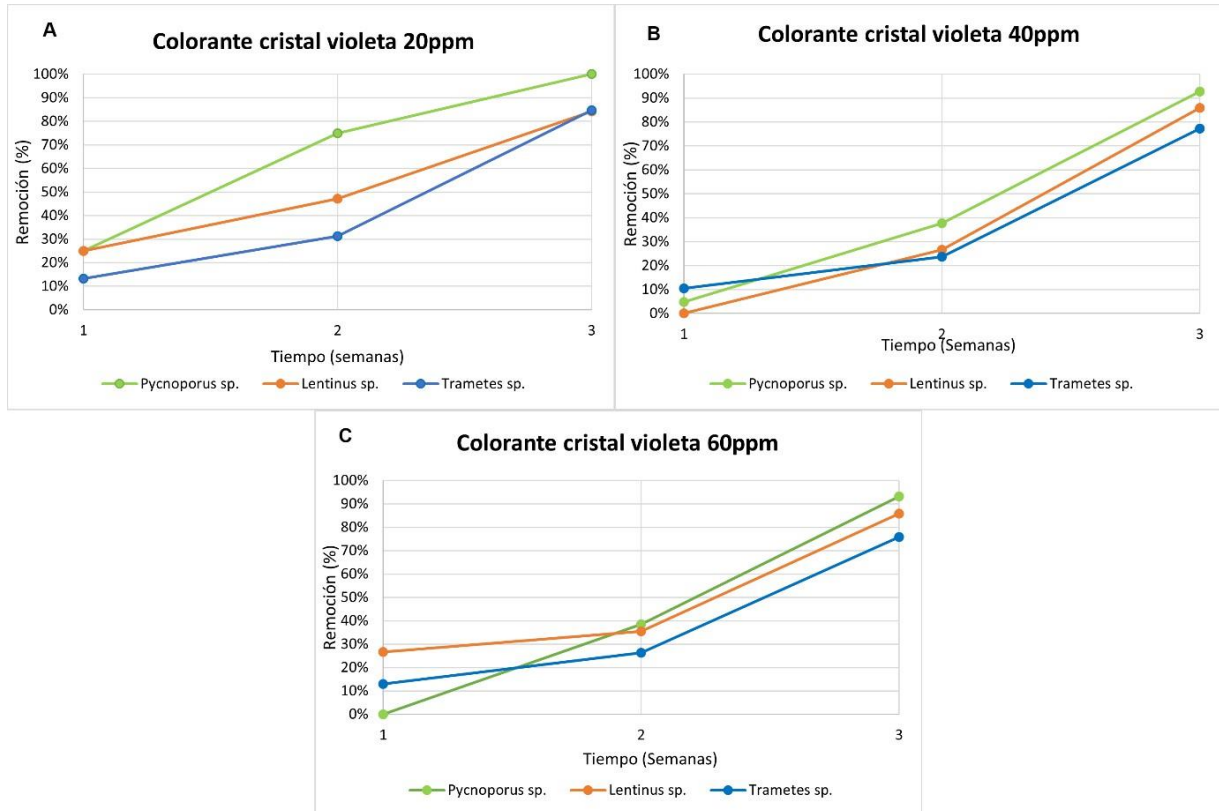 A
Colorante cristal violeta 20ppm
Remoción (%)
100%
90%
80%
70%
60%
50%
40%
30%
20%
10%
0%
1 2 3
Tiempo (semanas)
Pycnoporus sp. Lentinus sp. Trametes sp.
B
Colorante cristal violeta 40ppm
Remoción (%)
100%
90%
80%
70%
60%
50%
40%
30%
20%
10%
0%
1 2 3
Tiempo (Semanas)
Pycnoporus sp. Lentinus sp. Trametes sp.
C
Colorante cristal violeta 60ppm
Remoción (%)
100%
90%
80%
70%
60%
50%
40%
30%
20%
10%
0%
1 2 3
Tiempo (Semanas)
Pycnoporus sp. Lentinus sp. Trametes sp.